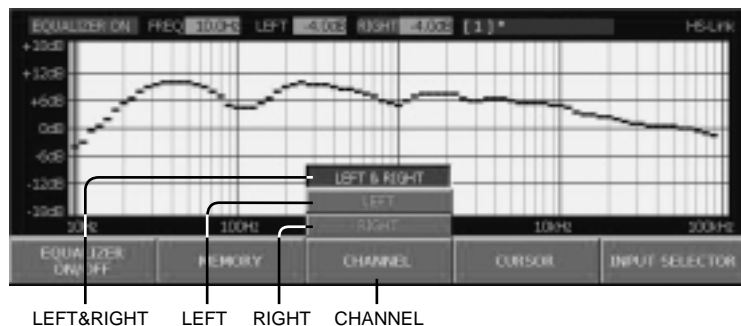 EQUALIZER ON FREQ 10.0Hz LEFT -4.0dB RIGHT -4.0dB [ 1 ] * HS-Link
+18dB
+12dB
+6dB
0dB
-6dB
-12dB
-18dB
10Hz 100Hz 10kHz 100kHz
LEFT & RIGHT
LEFT
RIGHT
EQUALIZER ON/OFF MEMORY CHANNEL CURSOR INPUT SELECTOR
LEFT&RIGHT LEFT RIGHT CHANNEL